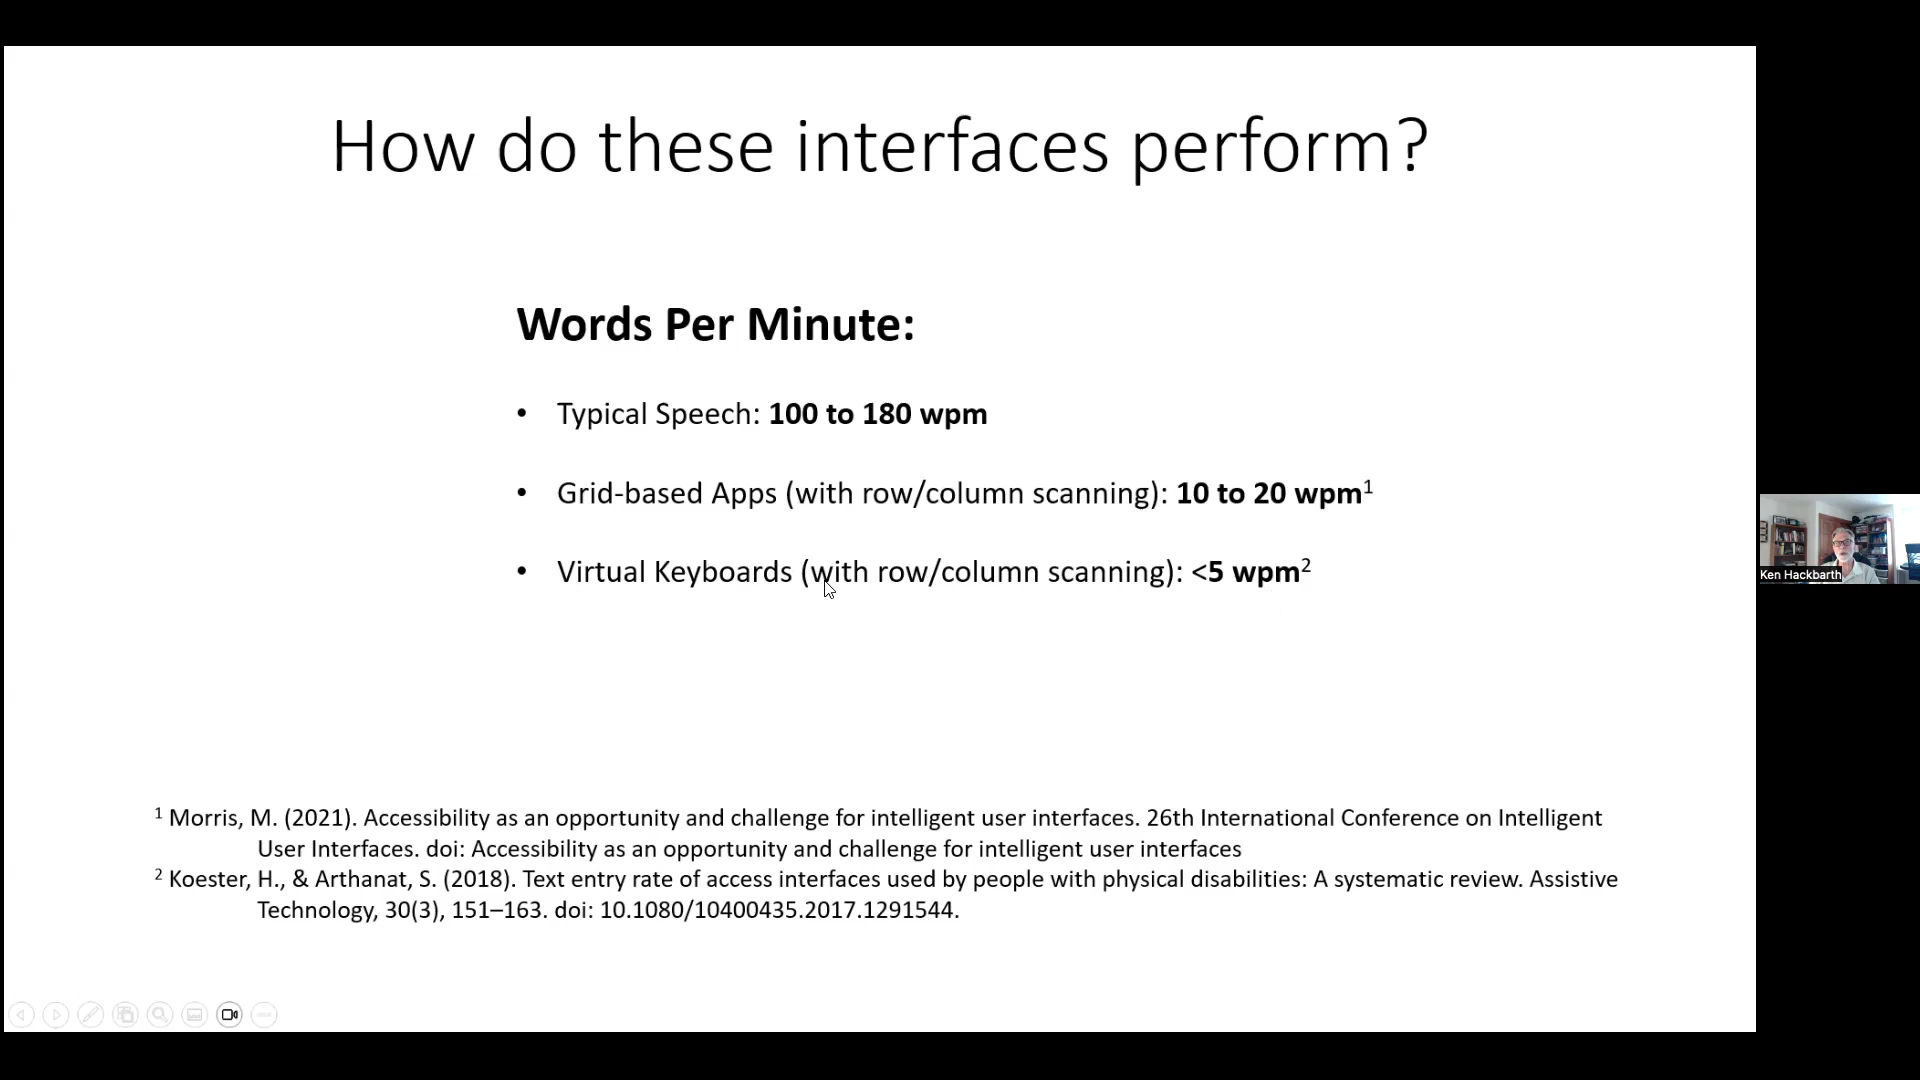 How do these interfaces perform?
Words Per Minute:
• Typical Speech: 100 to 180 wpm
• Grid-based Apps (with row/column scanning): 10 to 20 wpm¹
• Virtual Keyboards (with row/column scanning): <5 wpm²
Ken Hackbarth
¹ Morris, M. (2021). Accessibility as an opportunity and challenge for intelligent user interfaces. 26th International Conference on Intelligent
User Interfaces. doi: Accessibility as an opportunity and challenge for intelligent user interfaces
² Koester, H., & Arthanat, S. (2018). Text entry rate of access interfaces used by people with physical disabilities: A systematic review. Assistive
Technology, 30(3), 151–163. doi: 10.1080/10400435.2017.1291544.